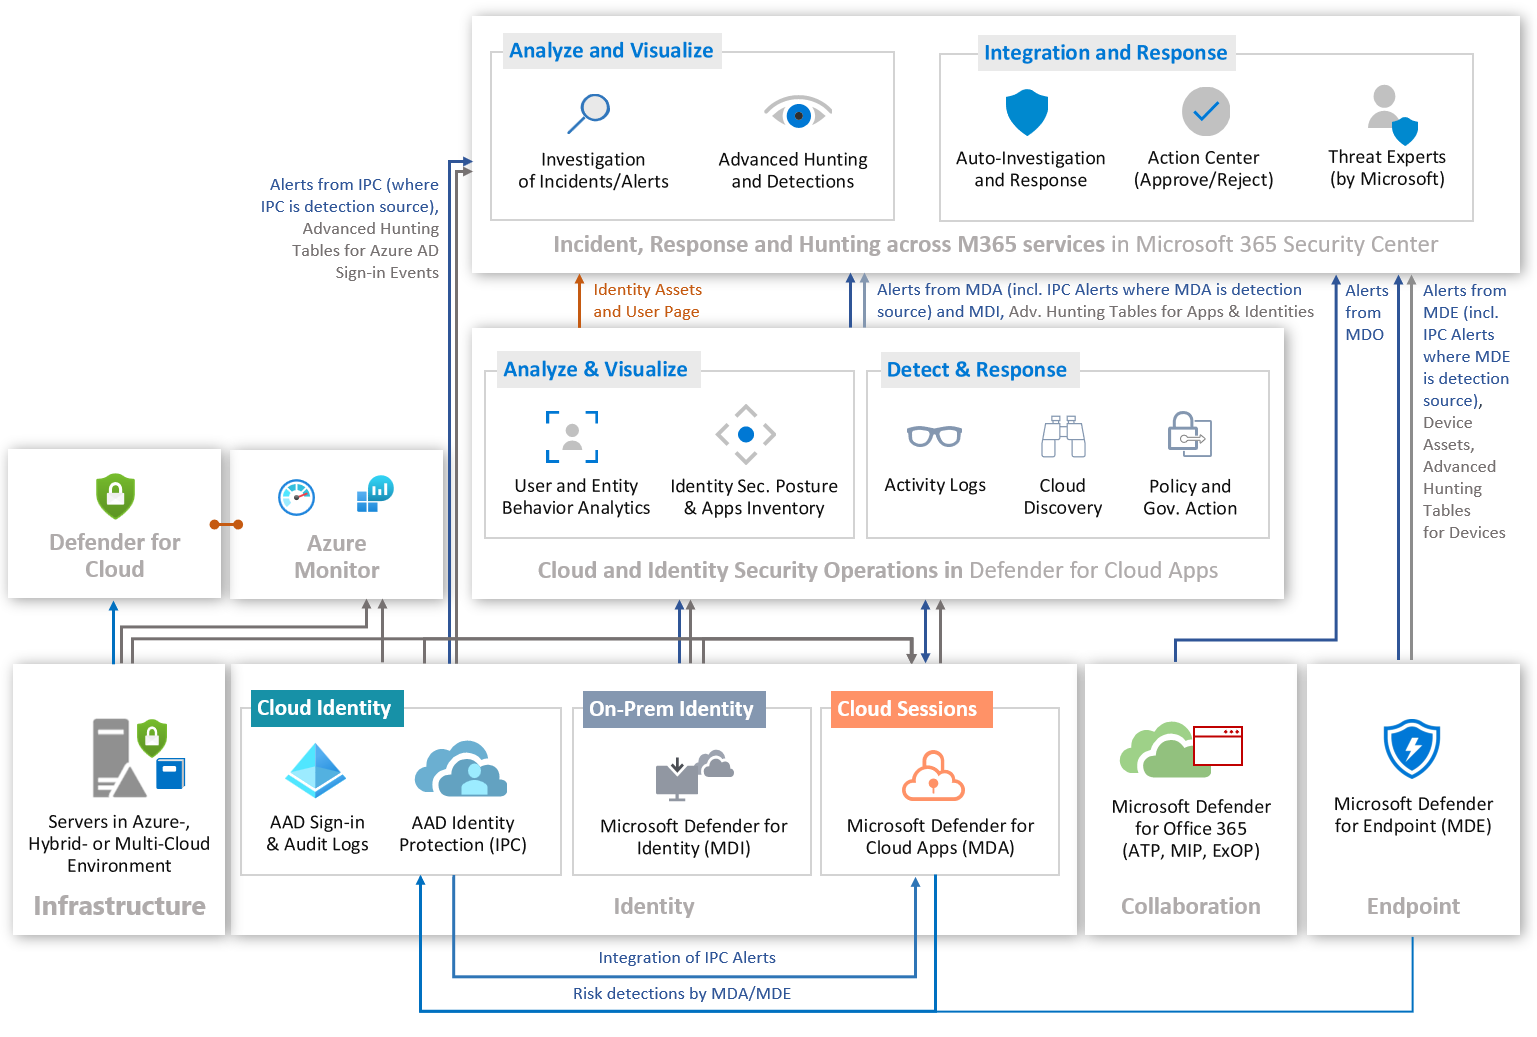 Analyze and Visualize
Integration and Response
Investigation
of Incidents/Alerts
Advanced Hunting
and Detections
Auto-Investigation
and Response
Action Center
(Approve/Reject)
Threat Experts
(by Microsoft)
Incident, Response and Hunting across M365 services in Microsoft 365 Security Center
Alerts from IPC (where
IPC is detection source),
Advanced Hunting
Tables for Azure AD
Sign-in Events
Identity Assets
and User Page
Alerts from MDA (incl. IPC Alerts where MDA is detection
source) and MDI, Adv. Hunting Tables for Apps & Identities
Alerts
from
MDO
Alerts from
MDE (incl.
IPC Alerts
where MDE
is detection
source),
Device
Assets,
Advanced
Hunting
Tables
for Devices
Analyze & Visualize
Detect & Response
User and Entity
Behavior Analytics
Identity Sec. Posture
& Apps Inventory
Activity Logs
Cloud
Discovery
Policy and
Gov. Action
Cloud and Identity Security Operations in Defender for Cloud Apps
Defender for
Cloud
Azure
Monitor
Servers in Azure-,
Hybrid- or Multi-Cloud
Environment
Infrastructure
Cloud Identity
AAD Sign-in
& Audit Logs
AAD Identity
Protection (IPC)
On-Prem Identity
Microsoft Defender for
Identity (MDI)
Cloud Sessions
Microsoft Defender for
Cloud Apps (MDA)
Identity
Microsoft Defender
for Office 365
(ATP, MIP, ExOP)
Collaboration
Microsoft Defender
for Endpoint (MDE)
Endpoint
Integration of IPC Alerts
Risk detections by MDA/MDE